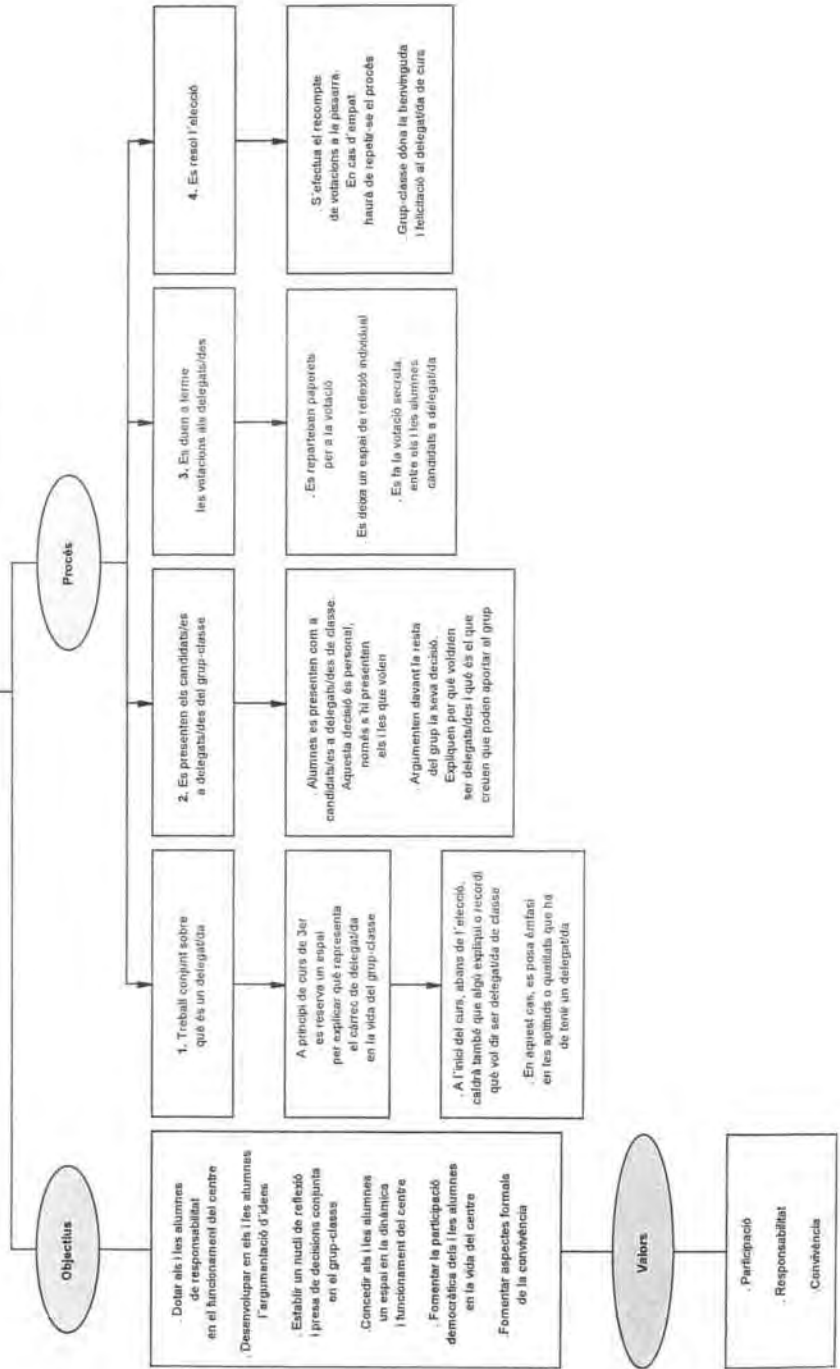 Objectius
. Dotar als i les alumnes
de responsabilitat
en el funcionament del centre
. Desenvolupar en els i les alumnes
l´argumentació d´idees
. Establir un nucli de reflexió
i presa de decisions conjunta
en el grup-classe
. Concedir als i les alumnes
un espai en la dinàmica
i funcionament del centre
. Fomentar la participació
democràtica dels i les alumnes
en la vida del centre
. Fomentar aspectes formals
de la convivència
Valors
. Participació
. Responsabilitat
. Convivència
Procés
1. Treball conjunt sobre
què és un delegat/da
A principi de curs de 3er
es reserva un espai
per explicar què representa
el càrrec de delegat/da
en la vida del grup-classe
. A l´inici del curs, abans de l´elecció,
caldrà també que algú expliqui o recordi
què vol dir ser delegat/da de classe
. En aquest cas, es posa èmfasi
en les aptituds o qualitats que ha
de tenir un delegat/da
2. Es presenten els candidats/es
a delegats/des del grup-classe
. Alumnes es presenten com a
candidats/es a delegats/des de classe.
Aquesta decisió és personal,
només s´hi presenten
els i les que volen
. Argumenten davant la resta
del grup la seva decisió.
Expliquen per què voldrien
ser delegats/des i què és el que
creuen que poden aportar al grup
3. Es duen a terme
les votacions als delegats/des
. Es reparteixen paperets
per a la votació
. Es deixa un espai de reflexió individual
. Es fa la votació secreta
entre els i les alumnes
candidats a delegat/da
4. Es resol l´elecció
. S´efectua el recompte
de votacions a la pissarra.
En cas d´empat
haurà de repetir-se el procés
. Grup-classe dóna la benvinguda
i felicitació al delegat/da de curs